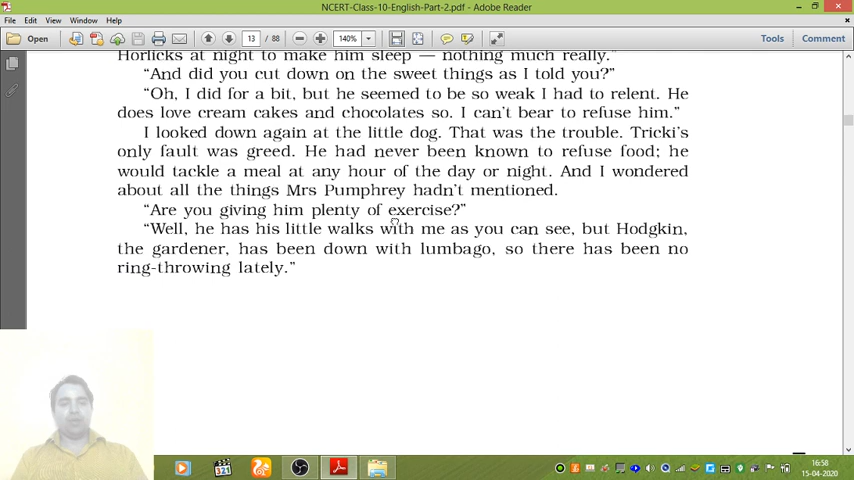 NCERT-Class-10-English-Part-2.pdf - Adobe Reader
File Edit View Window Help
Open 13 / 88 140% Tools Comment
Horlicks at night to make him sleep — nothing much really.”
“And did you cut down on the sweet things as I told you?”
“Oh, I did for a bit, but he seemed to be so weak I had to relent. He
does love cream cakes and chocolates so. I can’t bear to refuse him.”
I looked down again at the little dog. That was the trouble. Tricki’s
only fault was greed. He had never been known to refuse food; he
would tackle a meal at any hour of the day or night. And I wondered
about all the things Mrs Pumphrey hadn’t mentioned.
“Are you giving him plenty of exercise?”
“Well, he has his little walks with me as you can see, but Hodgkin,
the gardener, has been down with lumbago, so there has been no
ring-throwing lately.”
321
16:58
15-04-2020